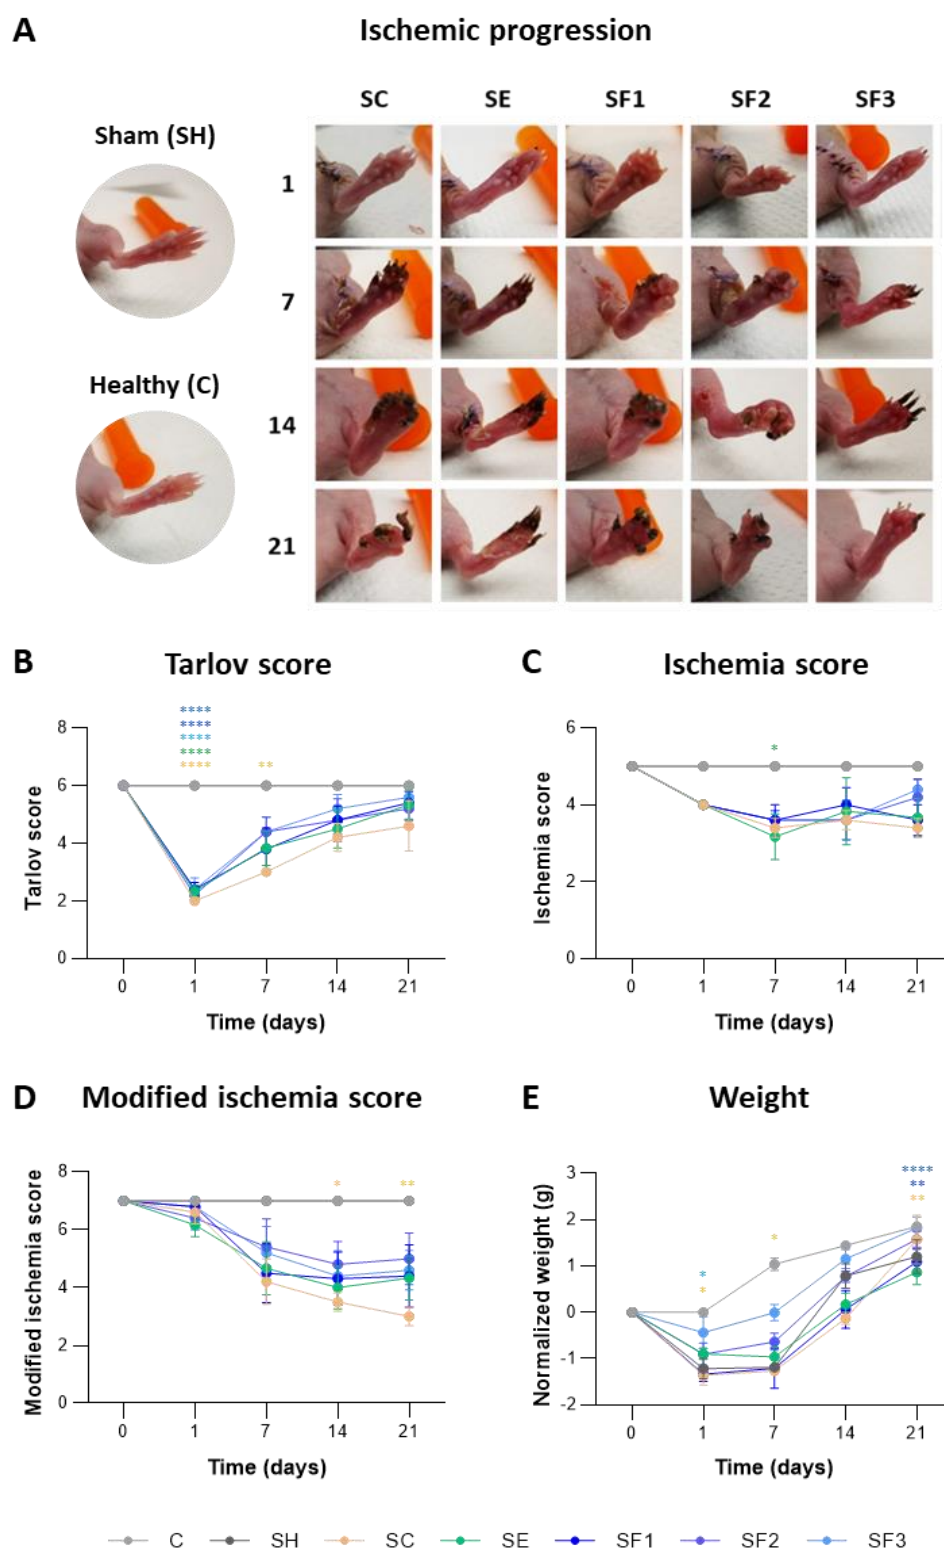 A
Ischemic progression
SC SE SF1 SF2 SF3
Sham (SH)
1
7
Healthy (C)
14
21
B
Tarlov score
****
****
****
****
**** **
Tarlov score
8
6
4
2
0
0 1 7 14 21
Time (days)
C
Ischemia score
*
Ischemia score
6
4
2
0
0 1 7 14 21
Time (days)
D
Modified ischemia score
* **
Modified ischemia score
8
6
4
2
0
0 1 7 14 21
Time (days)
E
Weight
****
**
**
*
*
*
Normalized weight (g)
3
2
1
0
-1
-2
0 1 7 14 21
Time (days)
C SH SC SE SF1 SF2 SF3